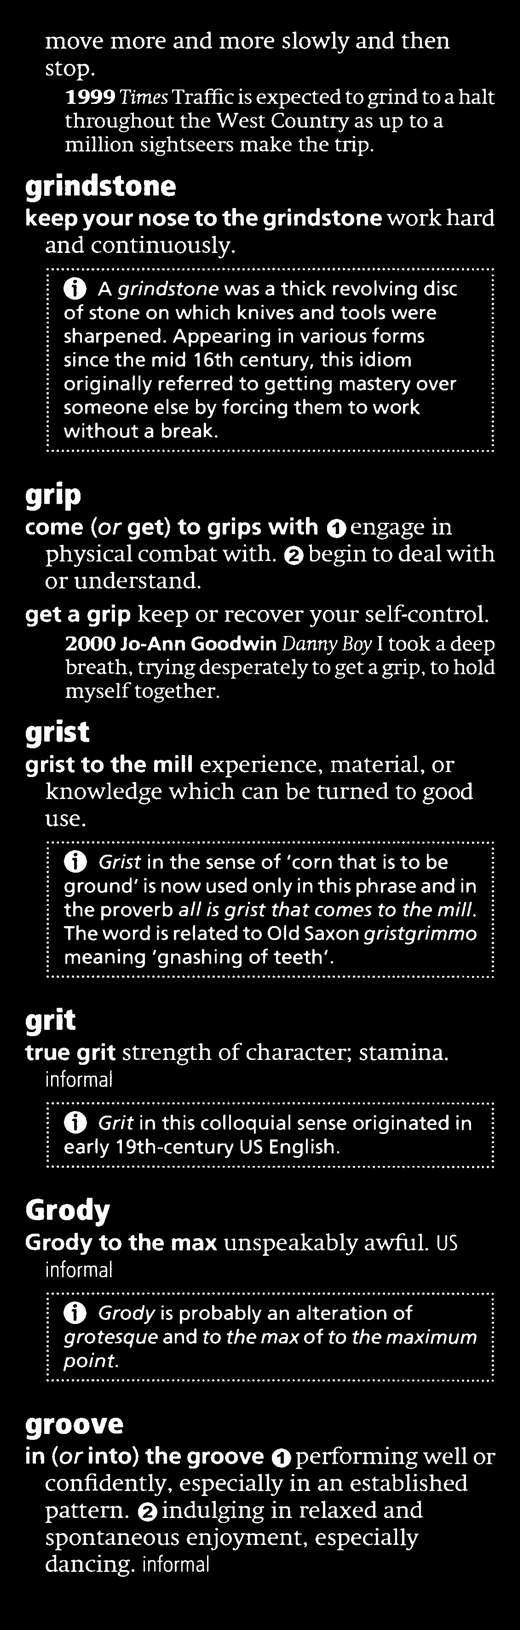 move more and more slowly and then
stop.
1999 Times Traffic is expected to grind to a halt
throughout the West Country as up to a
million sightseers make the trip.
grindstone
keep your nose to the grindstone work hard
and continuously.
ⓘ A grindstone was a thick revolving disc
of stone on which knives and tools were
sharpened. Appearing in various forms
since the mid 16th century, this idiom
originally referred to getting mastery over
someone else by forcing them to work
without a break.
grip
come (or get) to grips with ❶ engage in
physical combat with. ❷ begin to deal with
or understand.
get a grip keep or recover your self-control.
2000 Jo-Ann Goodwin Danny Boy I took a deep
breath, trying desperately to get a grip, to hold
myself together.
grist
grist to the mill experience, material, or
knowledge which can be turned to good
use.
ⓘ Grist in the sense of 'corn that is to be
ground' is now used only in this phrase and in
the proverb all is grist that comes to the mill.
The word is related to Old Saxon gristgrimmo
meaning 'gnashing of teeth'.
grit
true grit strength of character; stamina.
informal
ⓘ Grit in this colloquial sense originated in
early 19th-century US English.
Grody
Grody to the max unspeakably awful. US
informal
ⓘ Grody is probably an alteration of
grotesque and to the max of to the maximum
point.
groove
in (or into) the groove ❶ performing well or
confidently, especially in an established
pattern. ❷ indulging in relaxed and
spontaneous enjoyment, especially
dancing. informal